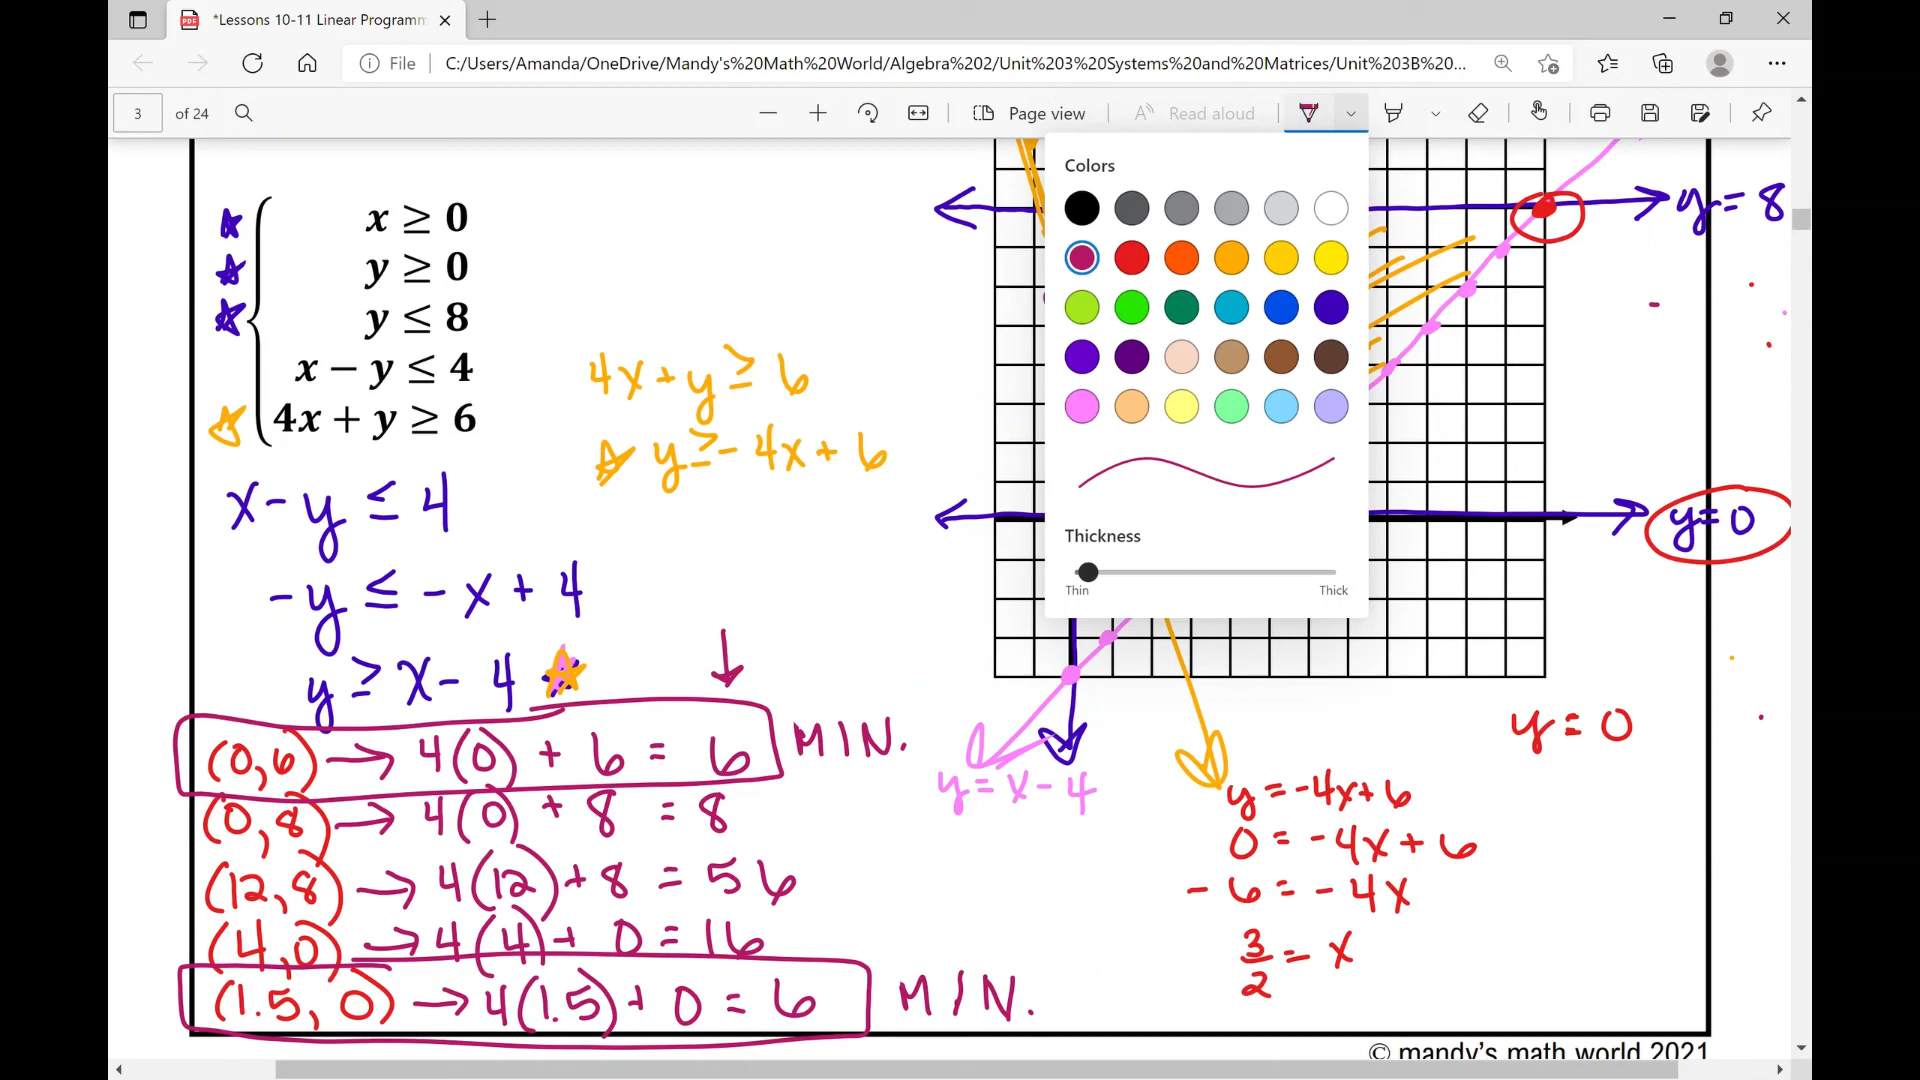 *Lessons 10-11 Linear Programm
File
C:/Users/Amanda/OneDrive/Mandy's%20Math%20World/Algebra%202/Unit%203%20Systems%20and%20Matrices/Unit%203B%20...
3 of 24
Page view
Read aloud
Colors
Thickness
Thin
Thick
x ≥ 0
y ≥ 0
y ≤ 8
x − y ≤ 4
4x + y ≥ 6
4x + y ≥ 6
y ≥ - 4x + 6
x - y ≤ 4
- y ≤ - x + 4
y ≥ x - 4
(0,6) → 4(0) + 6 = 6 MIN.
(0,8) → 4(0) + 8 = 8
(12,8) → 4(12) + 8 = 56
(4,0) → 4(4) + 0 = 16
(1.5, 0) → 4(1.5) + 0 = 6 MIN.
y = 8
y = 0
y = x - 4
y = 0
y = -4x + 6
0 = -4x + 6
- 6 = - 4x
3/2 = x
© mandy's math world 2021